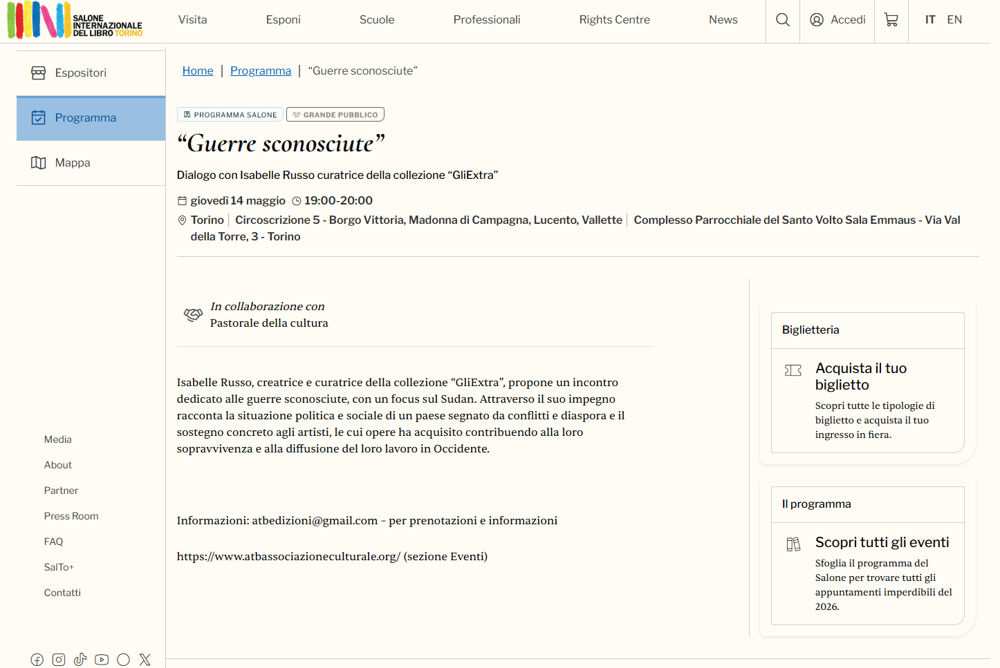 SALONE
INTERNAZIONALE
DEL LIBRO TORINO
Visita
Esponi
Scuole
Professionali
Rights Centre
News
Accedi
IT EN
Espositori
Programma
Mappa
Home | Programma | “Guerre sconosciute”
PROGRAMMA SALONE
GRANDE PUBBLICO
“Guerre sconosciute”
Dialogo con Isabelle Russo curatrice della collezione “GliExtra”
giovedì 14 maggio 19:00-20:00
Torino | Circoscrizione 5 - Borgo Vittoria, Madonna di Campagna, Lucento, Vallette | Complesso Parrocchiale del Santo Volto Sala Emmaus - Via Val
della Torre, 3 - Torino
In collaborazione con
Pastorale della cultura
Isabelle Russo, creatrice e curatrice della collezione “GliExtra”, propone un incontro
dedicato alle guerre sconosciute, con un focus sul Sudan. Attraverso il suo impegno
racconta la situazione politica e sociale di un paese segnato da conflitti e diaspora e il
sostegno concreto agli artisti, le cui opere ha acquisito contribuendo alla loro
sopravvivenza e alla diffusione del loro lavoro in Occidente.
Informazioni: atbedizioni@gmail.com – per prenotazioni e informazioni
https://www.atbassociazioneculturale.org/ (sezione Eventi)
Biglietteria
Acquista il tuo
biglietto
Scopri tutte le tipologie di
biglietto e acquista il tuo
ingresso in fiera.
Il programma
Scopri tutti gli eventi
Sfoglia il programma del
Salone per trovare tutti gli
appuntamenti imperdibili del
2026.
Media
About
Partner
Press Room
FAQ
SalTo+
Contatti